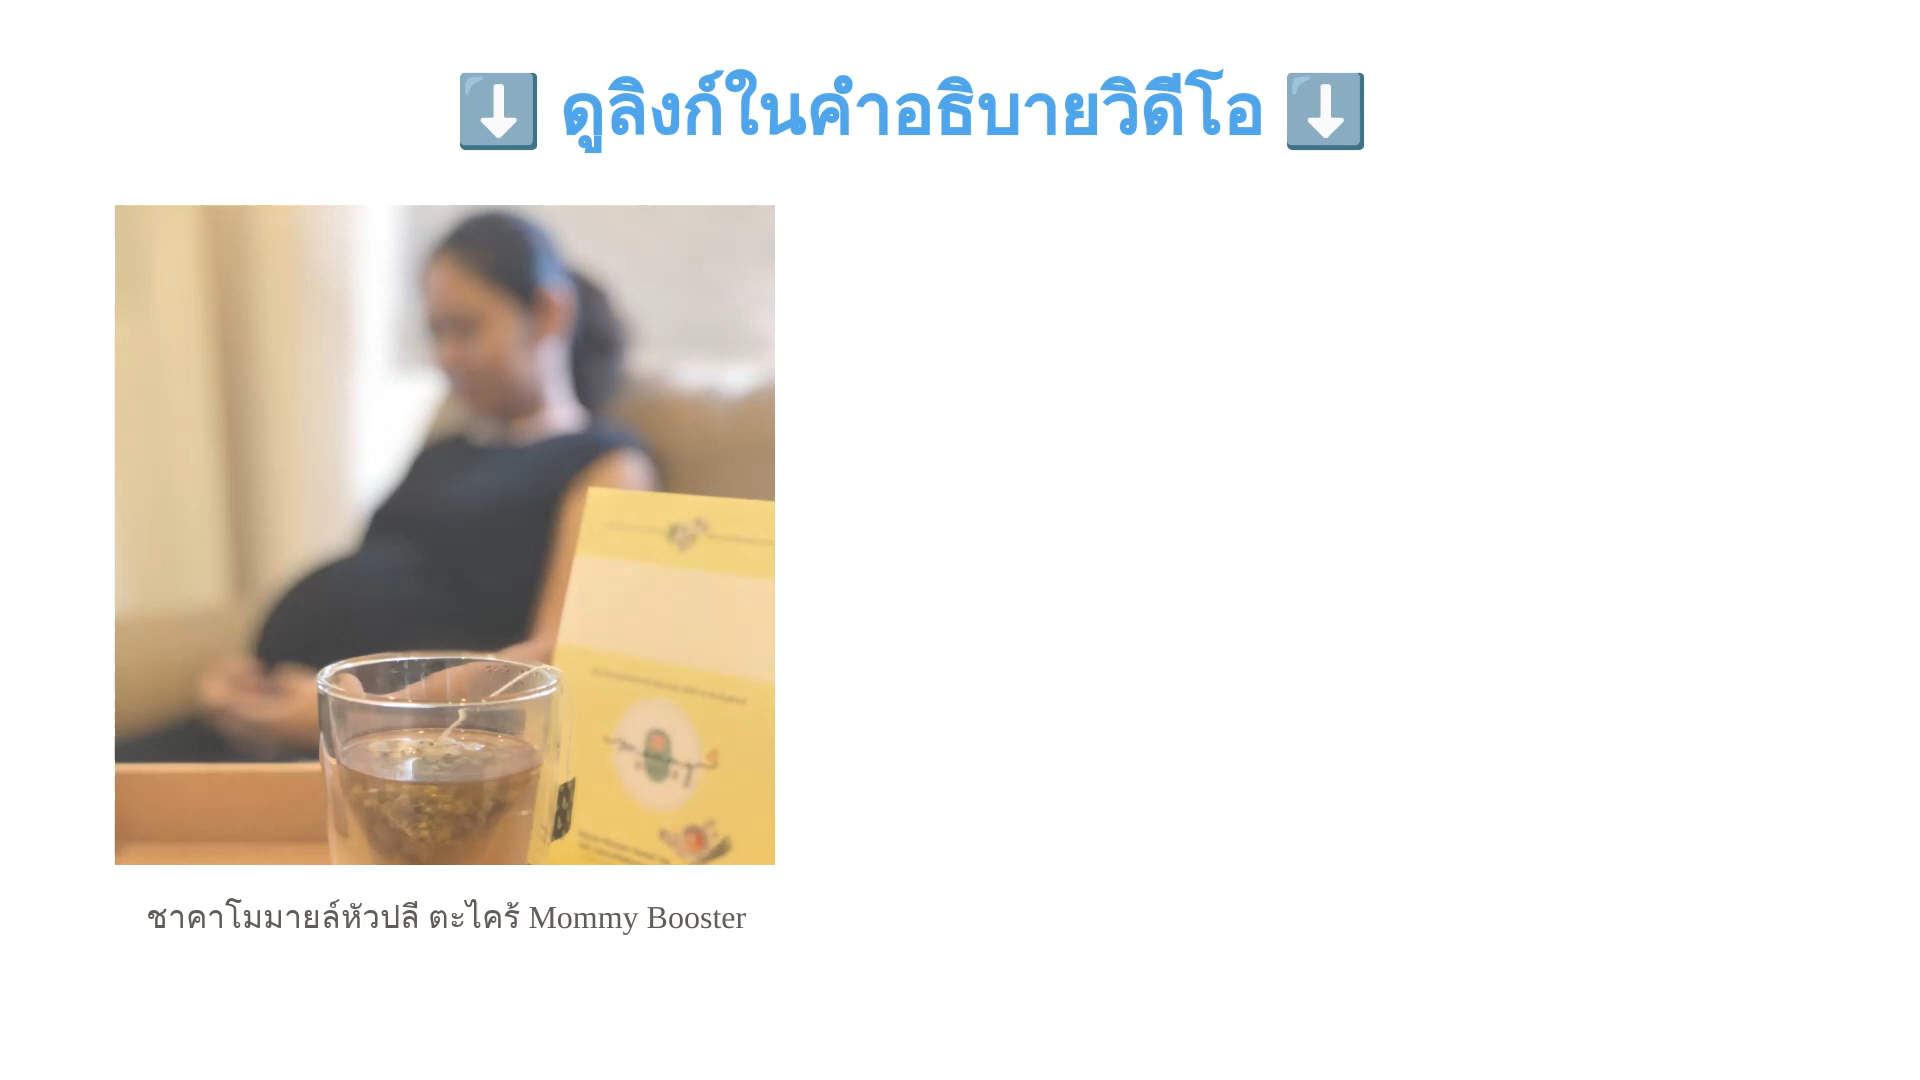 ⬇️ ดูลิงก์ในคำอธิบายวิดีโอ ⬇️
ชาคาโมมายล์หัวปลี ตะไคร้ Mommy Booster